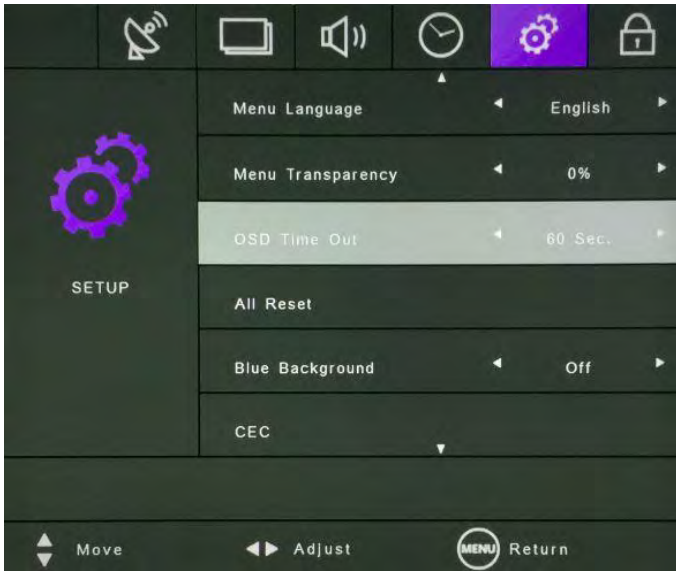 Menu Language English
Menu Transparency 0%
OSD Time Out 60 Sec.
SETUP
All Reset
Blue Background Off
CEC
Move Adjust MENU Return